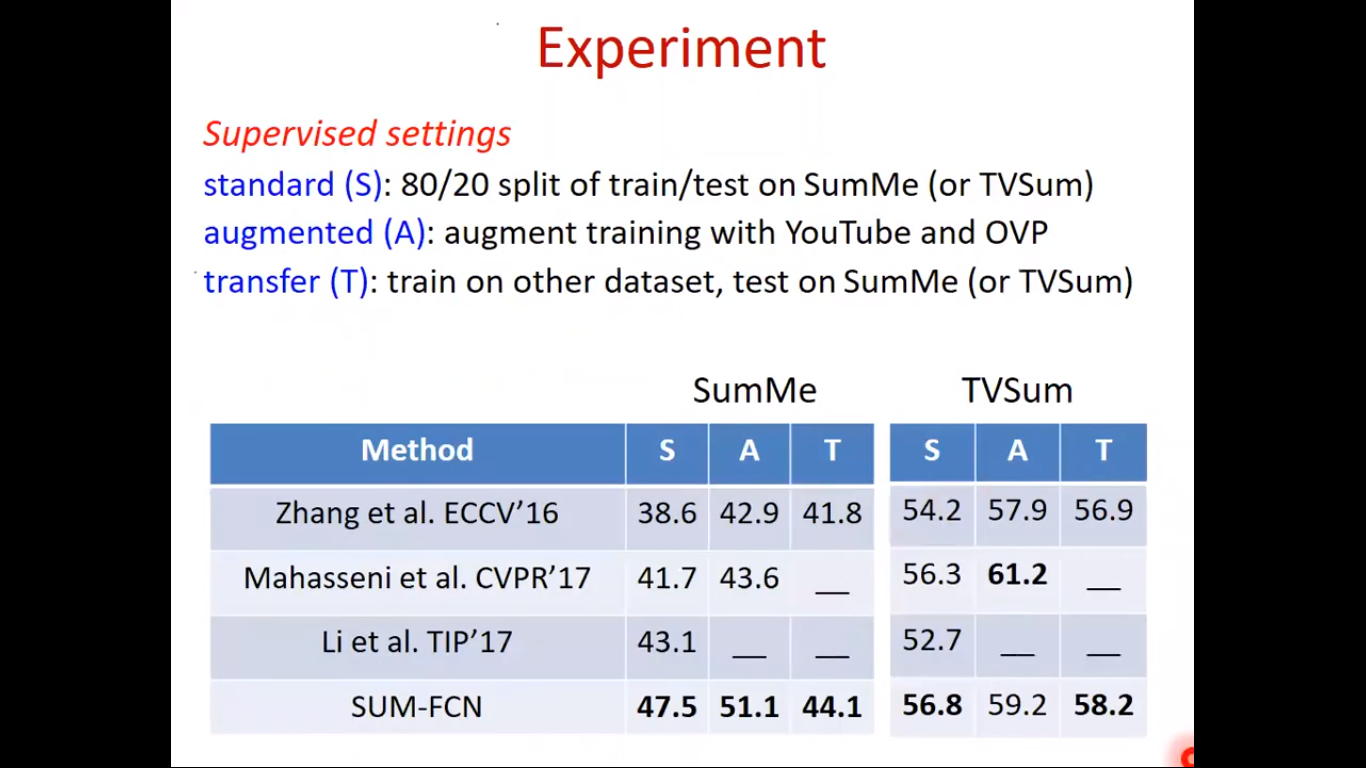 Experiment
Supervised settings
standard (S): 80/20 split of train/test on SumMe (or TVSum)
augmented (A): augment training with YouTube and OVP
transfer (T): train on other dataset, test on SumMe (or TVSum)
SumMe TVSum
Method S A T S A T
Zhang et al. ECCV’16 38.6 42.9 41.8 54.2 57.9 56.9
Mahasseni et al. CVPR’17 41.7 43.6 __ 56.3 61.2 __
Li et al. TIP’17 43.1 __ __ 52.7 __ __
SUM-FCN 47.5 51.1 44.1 56.8 59.2 58.2